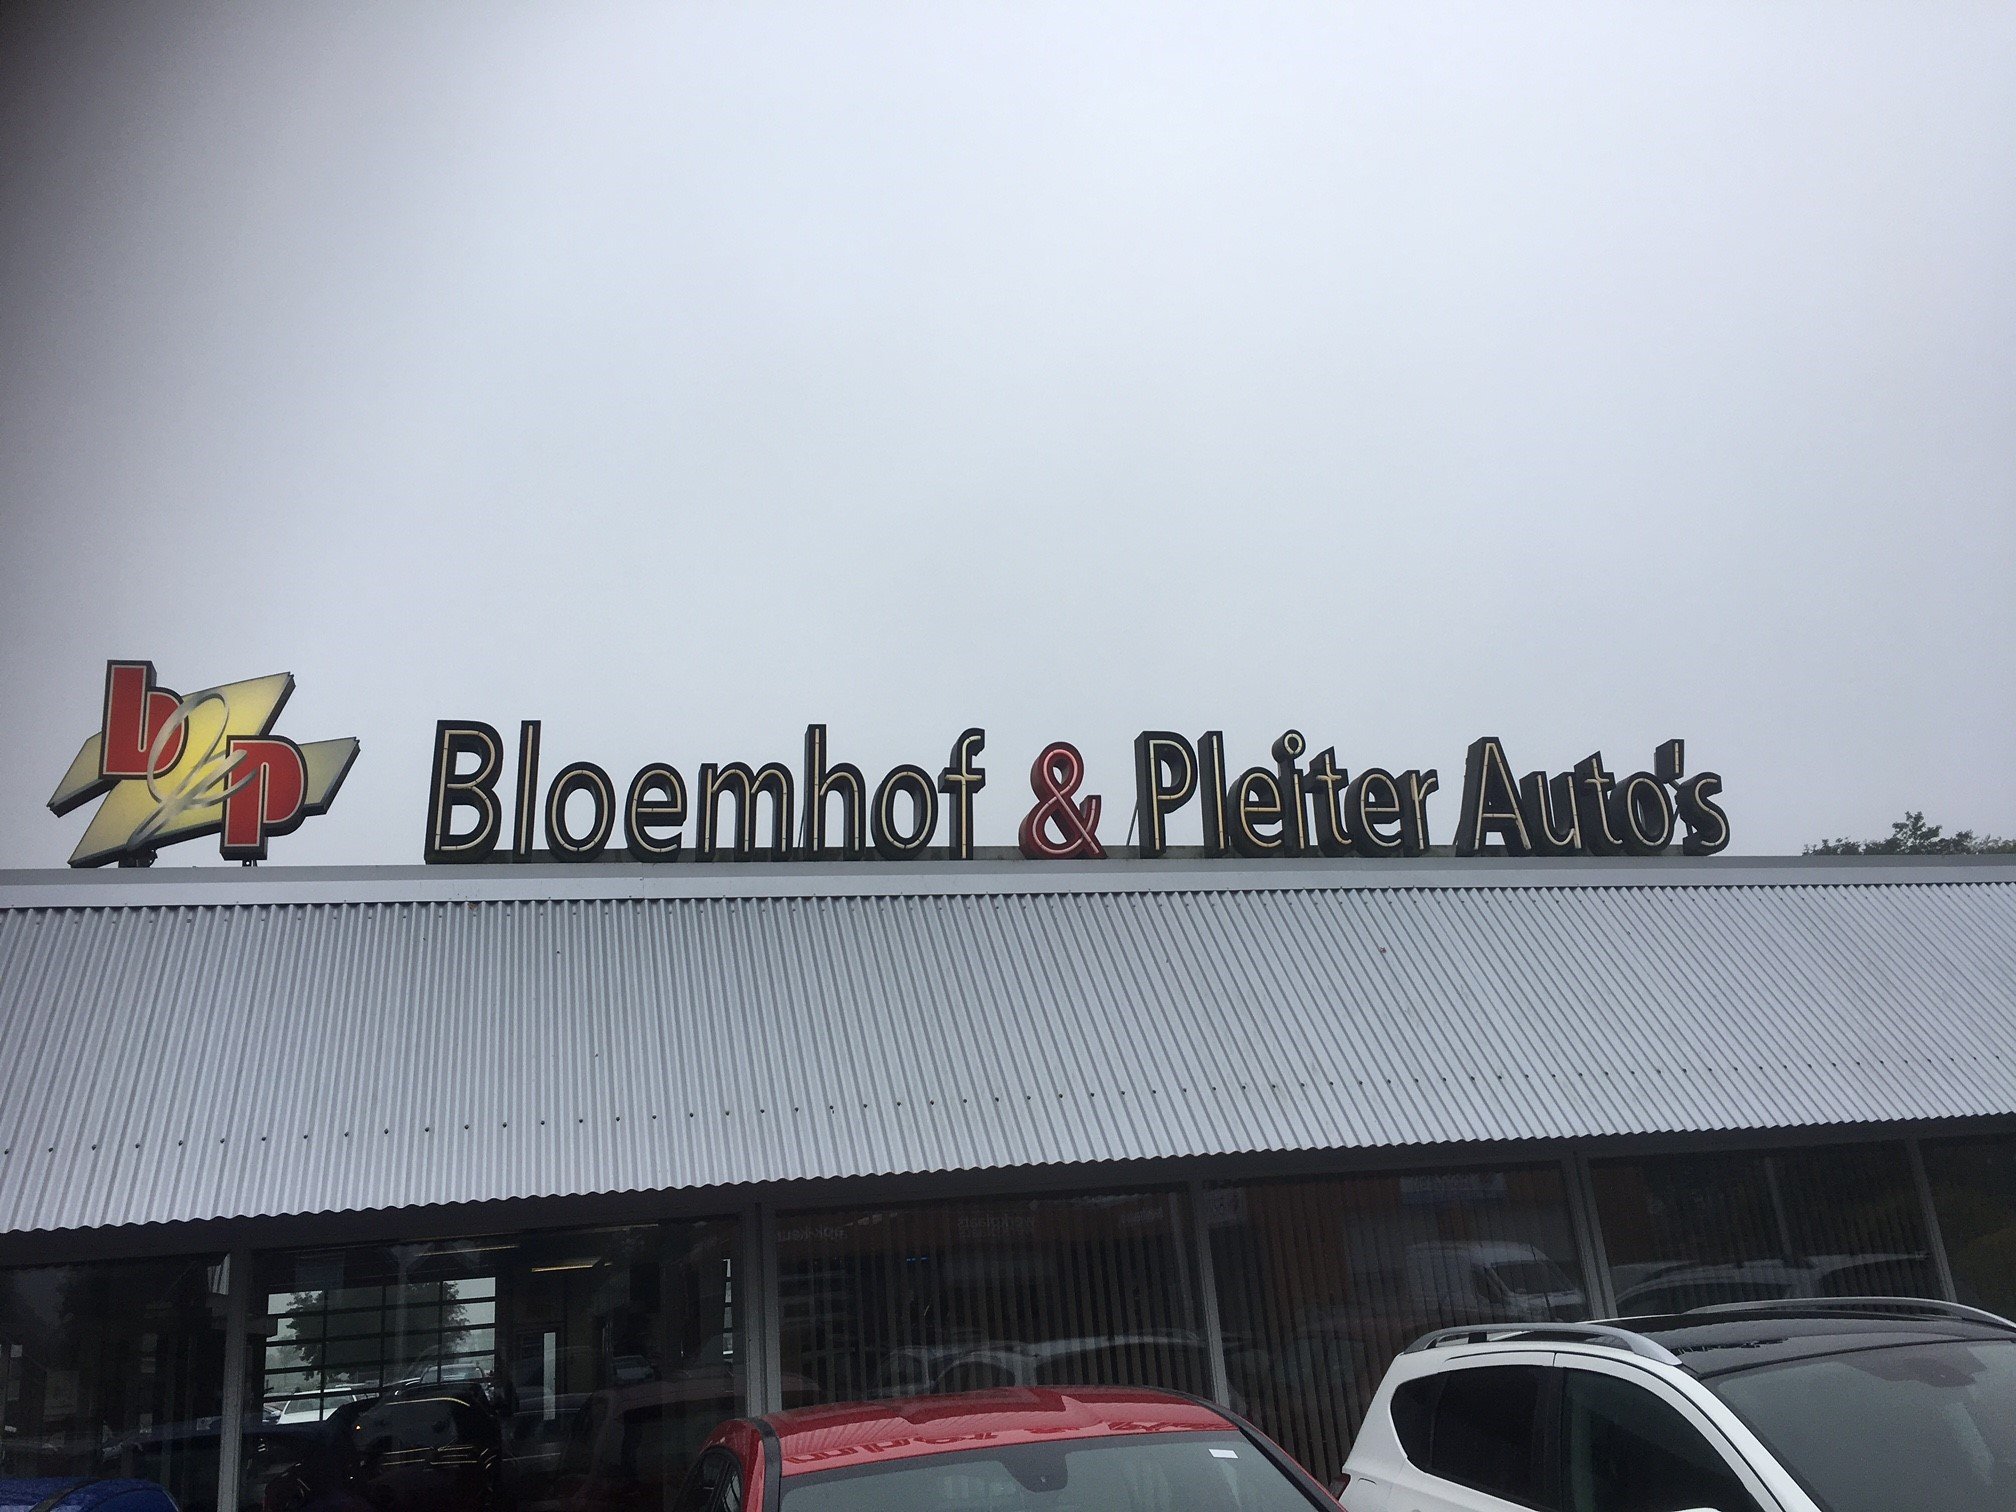 bp
Bloemhof & Pleiter Auto's